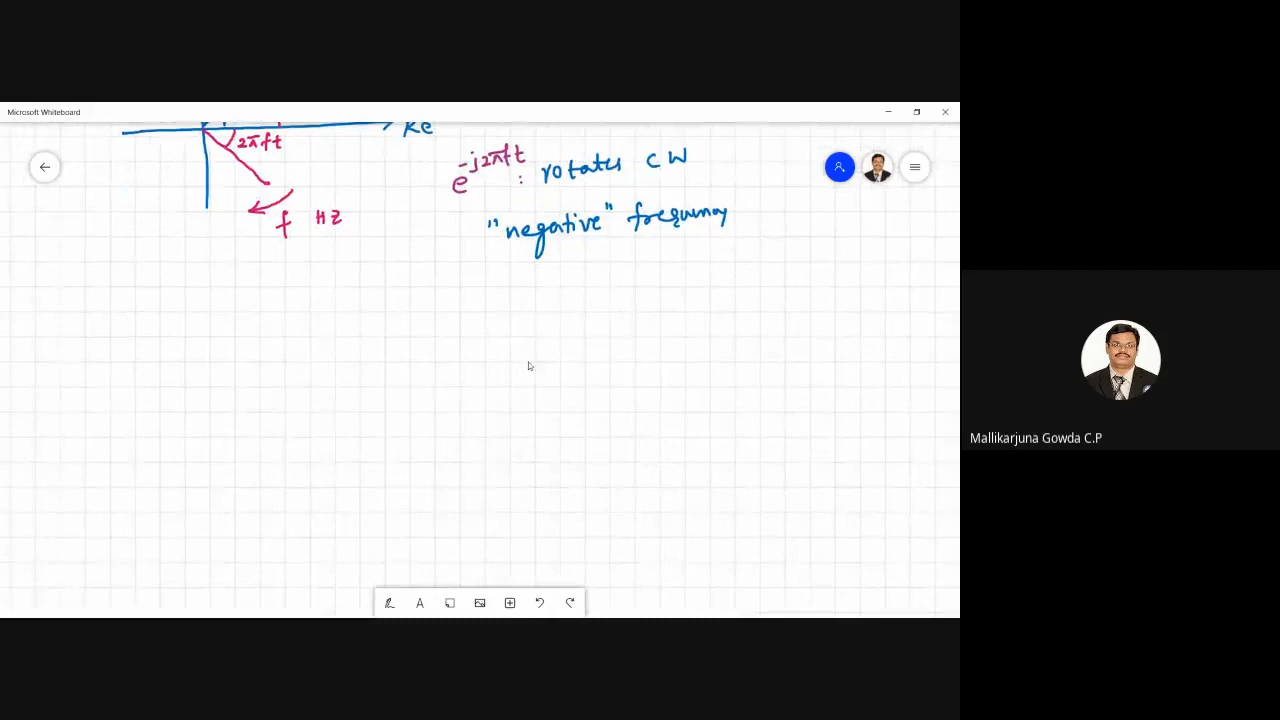 Microsoft Whiteboard
Re
2πft
e^-j2πft : rotates CW
"negative" frequency
f Hz
A
Mallikarjuna Gowda C.P